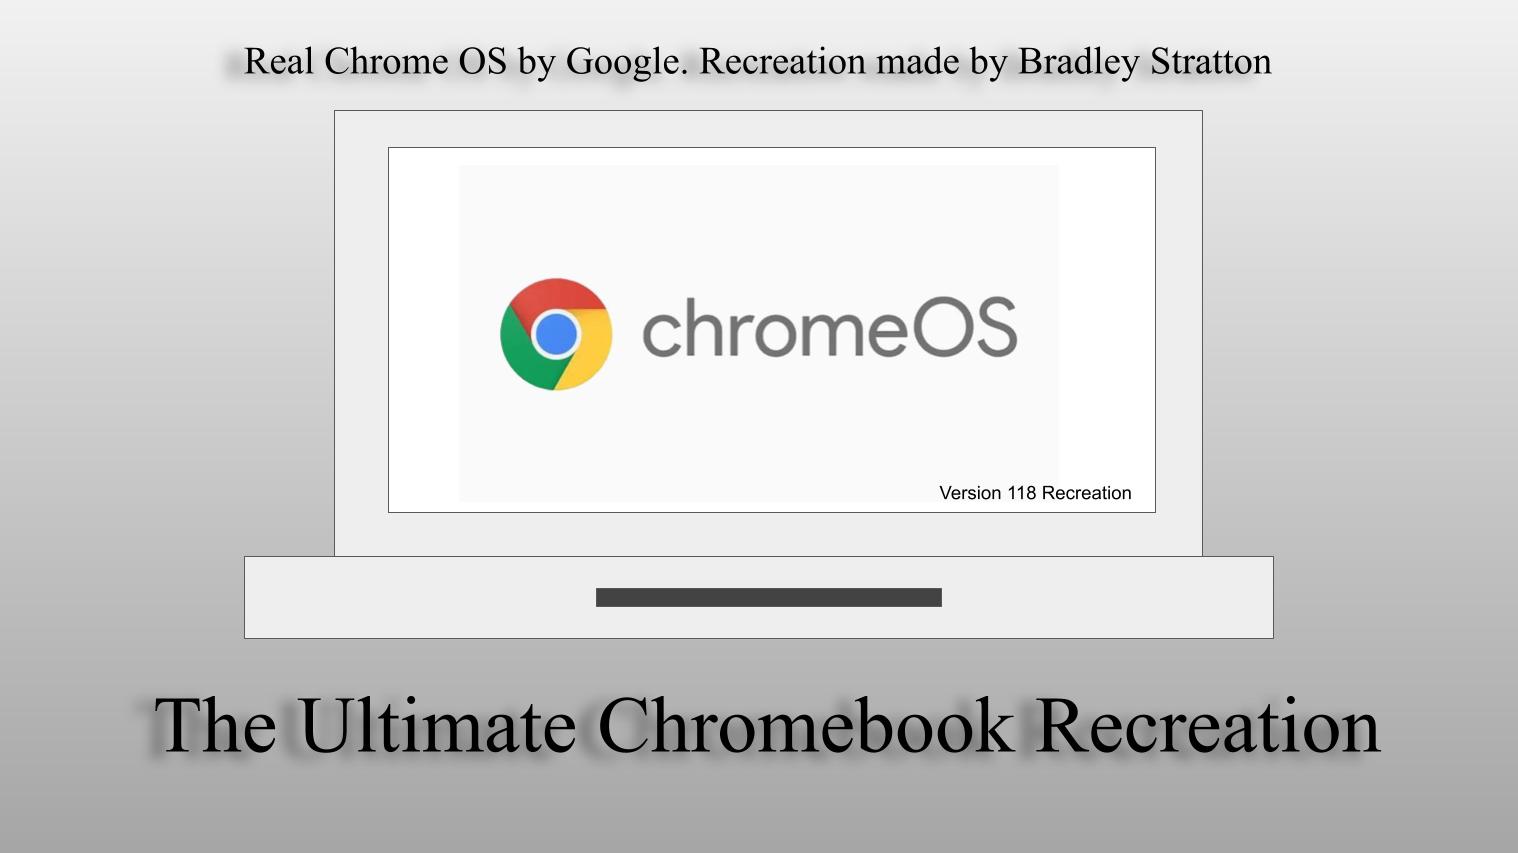 Real Chrome OS by Google. Recreation made by Bradley Stratton
chromeOS
Version 118 Recreation
The Ultimate Chromebook Recreation